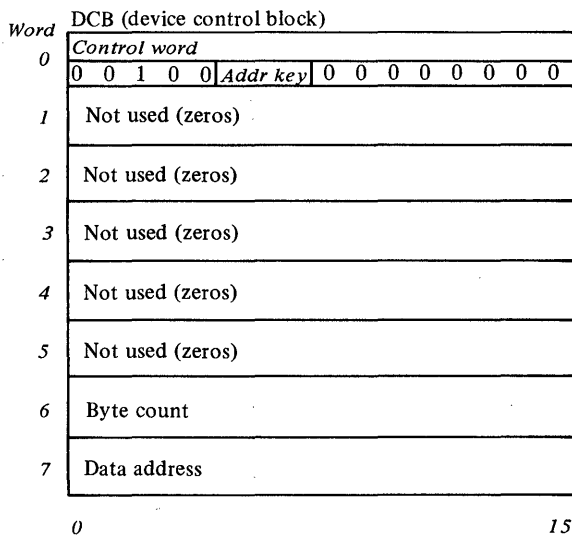 DCB (device control block)
Word
0 Control word
0 0 1 0 0 Addr key 0 0 0 0 0 0 0 0
1 Not used (zeros)
2 Not used (zeros)
3 Not used (zeros)
4 Not used (zeros)
5 Not used (zeros)
6 Byte count
7 Data address
0 15